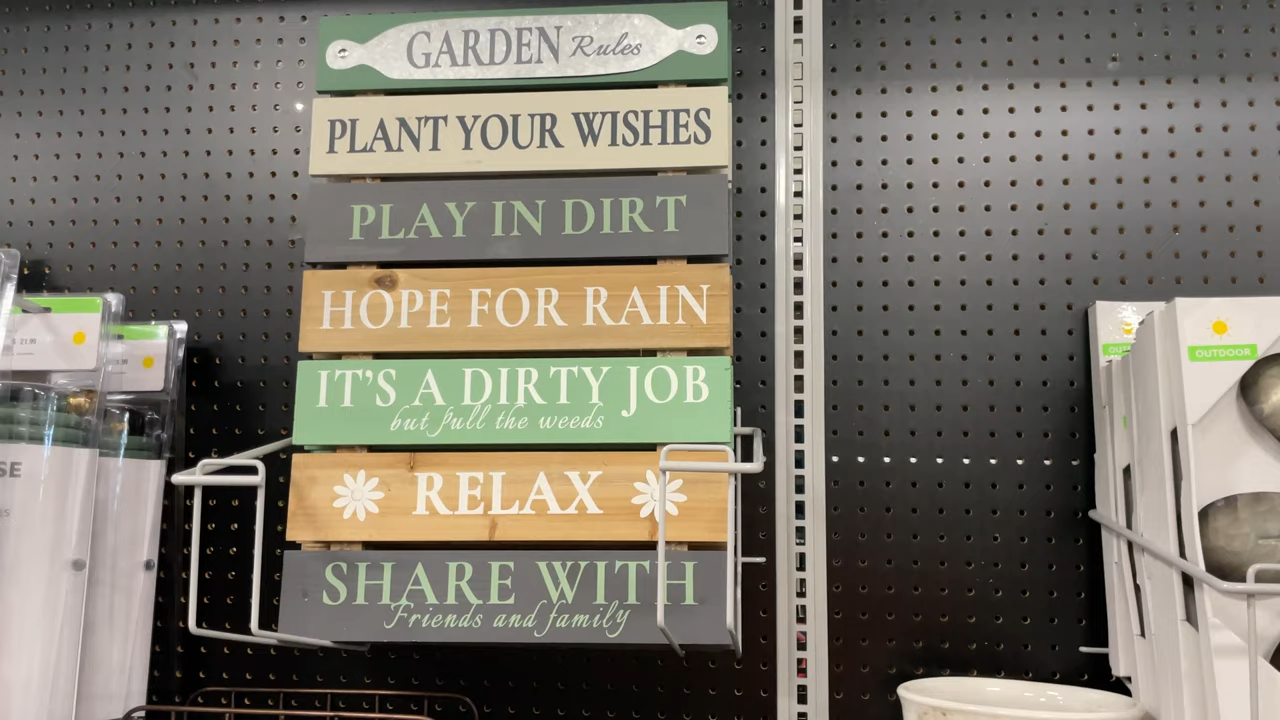 GARDEN Rules
PLANT YOUR WISHES
PLAY IN DIRT
HOPE FOR RAIN
IT'S A DIRTY JOB
but pull the weeds
RELAX
SHARE WITH
Friends and family
OUTDOOR